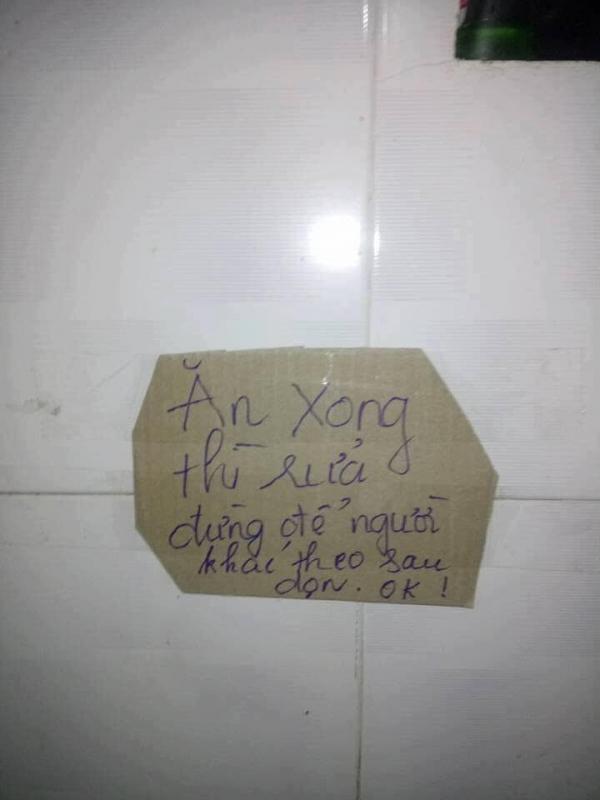 Ăn Xong
thì rửa
đừng để người
khác theo sau
dọn. OK!